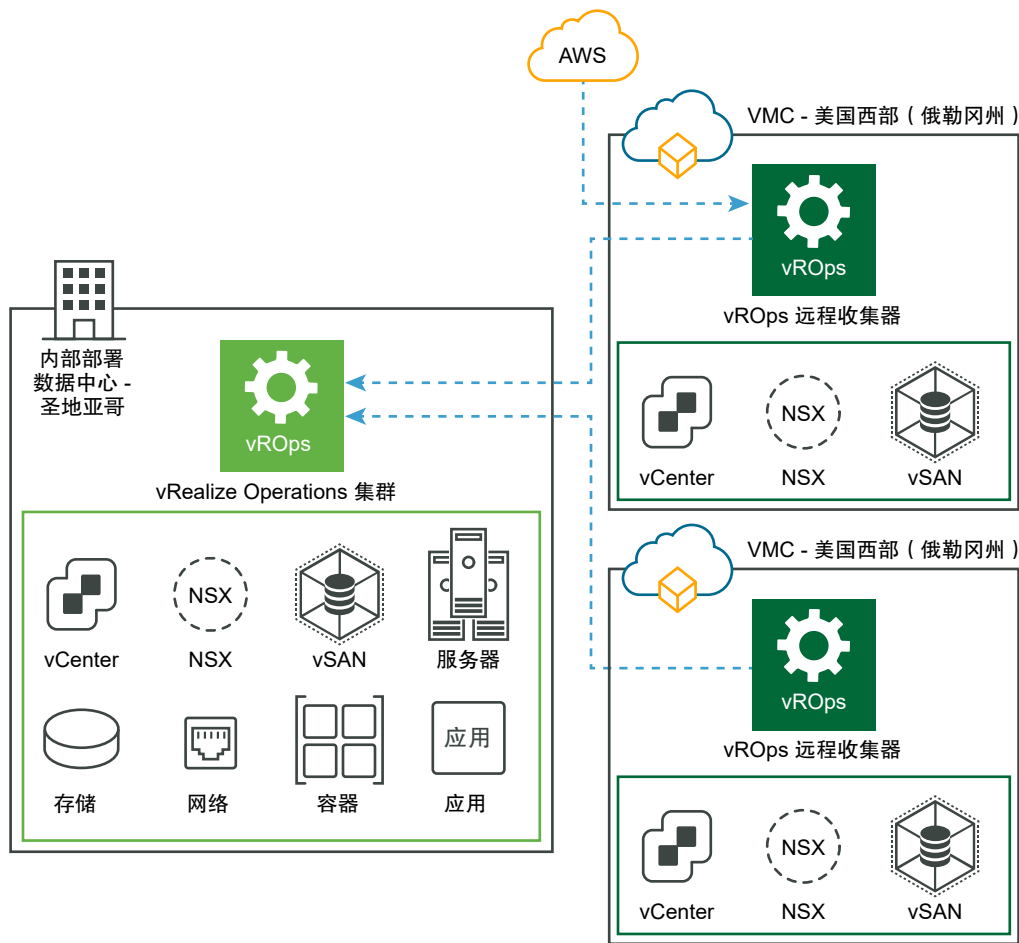 AWS
VMC - 美国西部（俄勒冈州）
vROps
vROps 远程收集器
NSX
vCenter
NSX
vSAN
内部部署
数据中心 -
圣地亚哥
vROps
vRealize Operations 集群
NSX
vCenter
NSX
vSAN
服务器
应用
存储
网络
容器
应用
VMC - 美国西部（俄勒冈州）
vROps
vROps 远程收集器
NSX
vCenter
NSX
vSAN